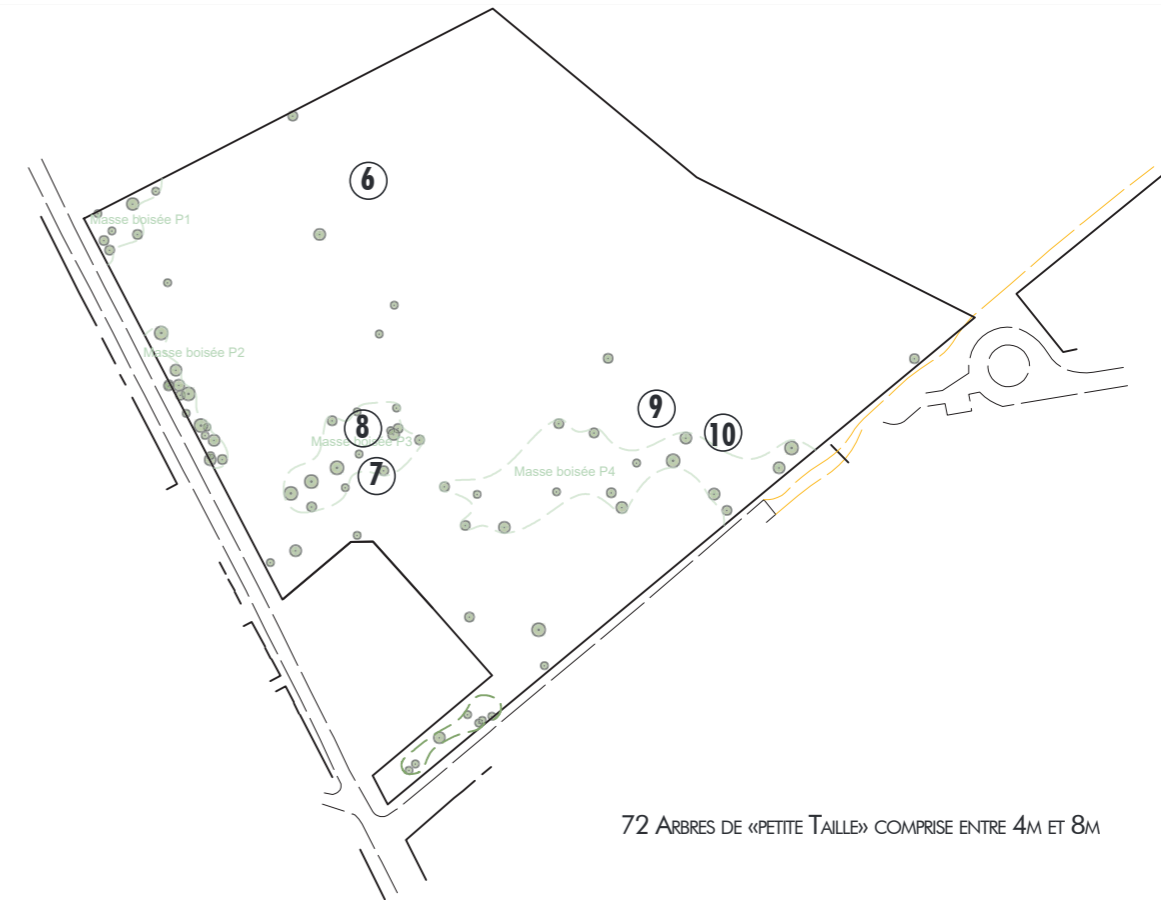 6
Masse boisée P1
Masse boisée P2
9
8
10
Masse boisée P3
Masse boisée P4
7
72 ARBRES DE «PETITE TAILLE» COMPRISE ENTRE 4M ET 8M